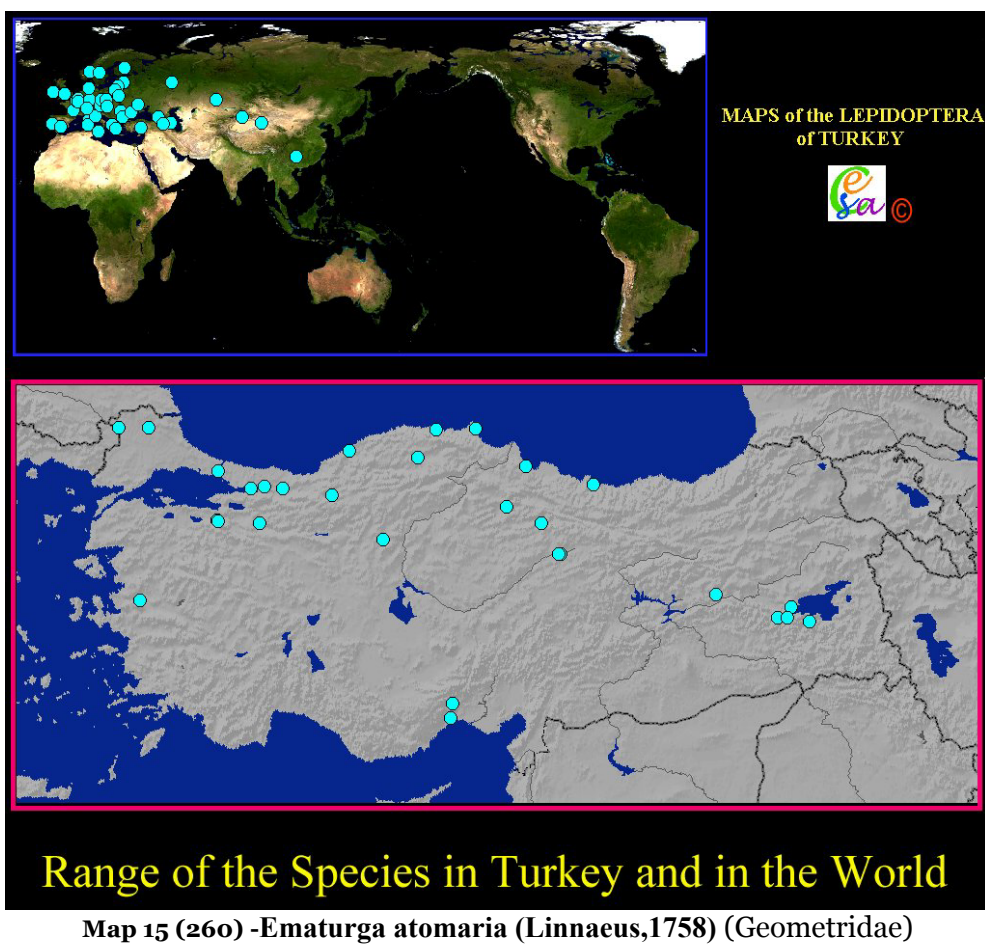 MAPS of the LEPIDOPTERA
of TURKEY
Cesa ©
Range of the Species in Turkey and in the World
Map 15 (260) -Ematurga atomaria (Linnaeus,1758) (Geometridae)